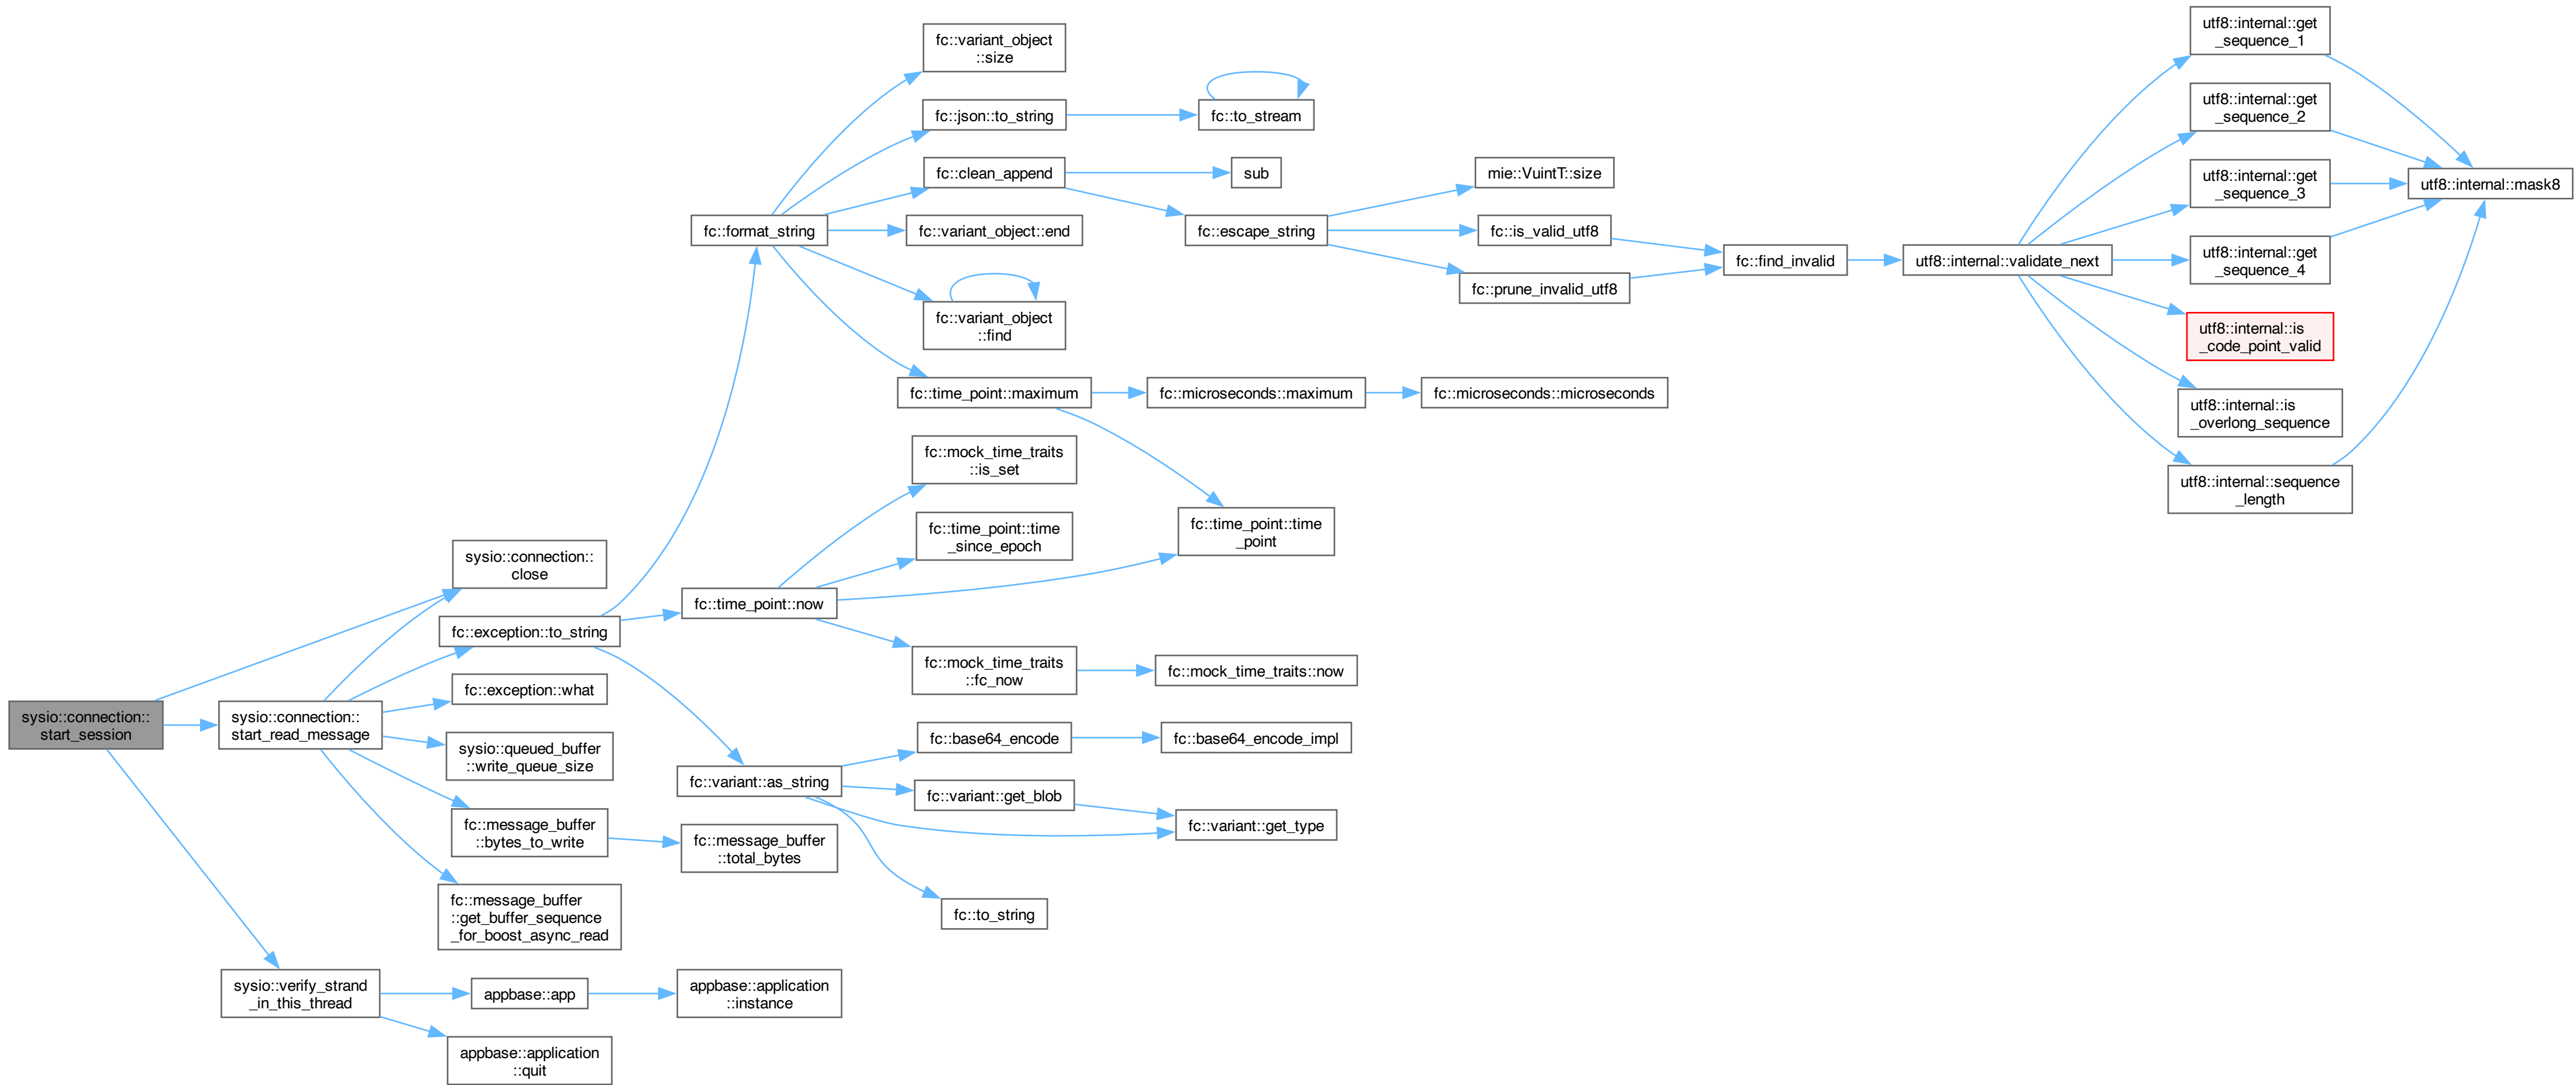 sysio::connection::
start_session
sysio::connection::
close
sysio::connection::
start_read_message
fc::exception::to_string
fc::format_string
fc::variant_object
::size
fc::json::to_string
fc::to_stream
fc::clean_append
sub
fc::escape_string
mie::VuintT::size
fc::is_valid_utf8
fc::find_invalid
utf8::internal::validate_next
utf8::internal::get
_sequence_1
utf8::internal::mask8
utf8::internal::get
_sequence_2
utf8::internal::get
_sequence_3
utf8::internal::get
_sequence_4
utf8::internal::is
_code_point_valid
utf8::internal::is
_overlong_sequence
utf8::internal::sequence
_length
fc::prune_invalid_utf8
fc::variant_object::end
fc::variant_object
::find
fc::time_point::maximum
fc::microseconds::maximum
fc::microseconds::microseconds
fc::time_point::time
_point
fc::time_point::now
fc::mock_time_traits
::is_set
fc::time_point::time
_since_epoch
fc::mock_time_traits
::fc_now
fc::mock_time_traits::now
fc::variant::as_string
fc::base64_encode
fc::base64_encode_impl
fc::variant::get_blob
fc::variant::get_type
fc::to_string
fc::exception::what
sysio::queued_buffer
::write_queue_size
fc::message_buffer
::bytes_to_write
fc::message_buffer
::total_bytes
fc::message_buffer
::get_buffer_sequence
_for_boost_async_read
sysio::verify_strand
_in_this_thread
appbase::app
appbase::application
::instance
appbase::application
::quit